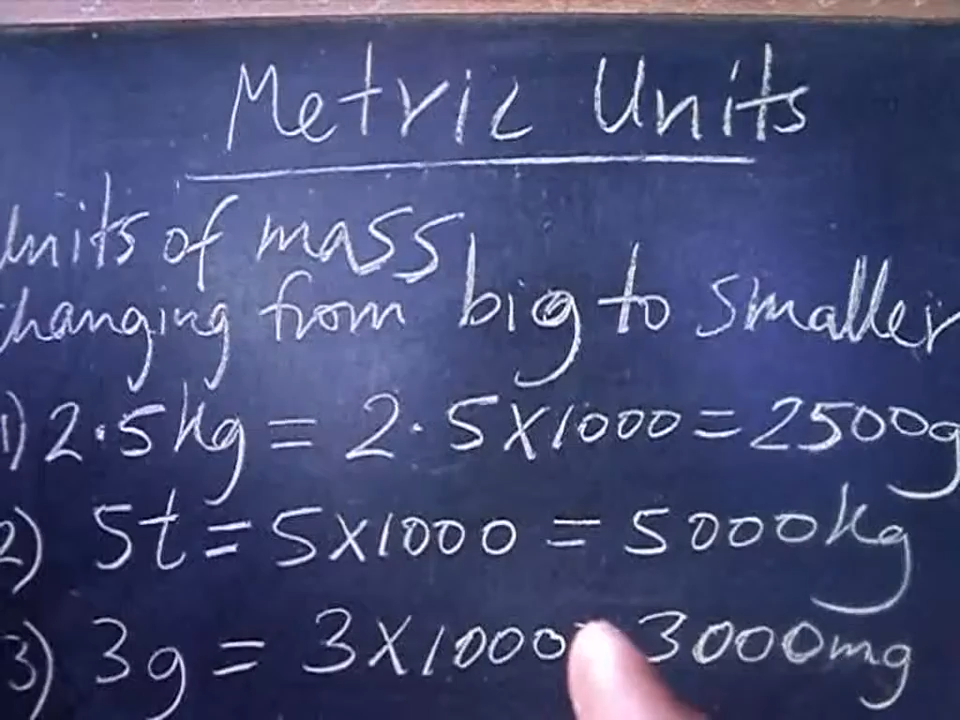 Metric Units
Units of mass
changing from big to smaller
1) 2.5kg = 2.5X1000 = 2500g
2) 5t = 5X1000 = 5000kg
3) 3g = 3X1000 3000mg